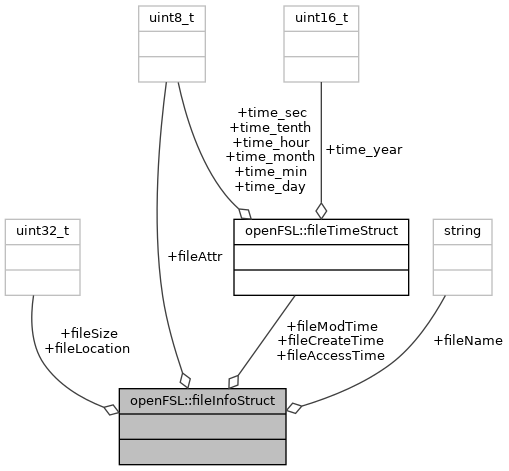 uint8_t
uint16_t
+time_sec
+time_tenth
+time_hour
+time_month
+time_min
+time_day
+time_year
uint32_t
openFSL::fileTimeStruct
string
+fileAttr
+fileSize
+fileLocation
+fileModTime
+fileCreateTime
+fileAccessTime
+fileName
openFSL::fileInfoStruct